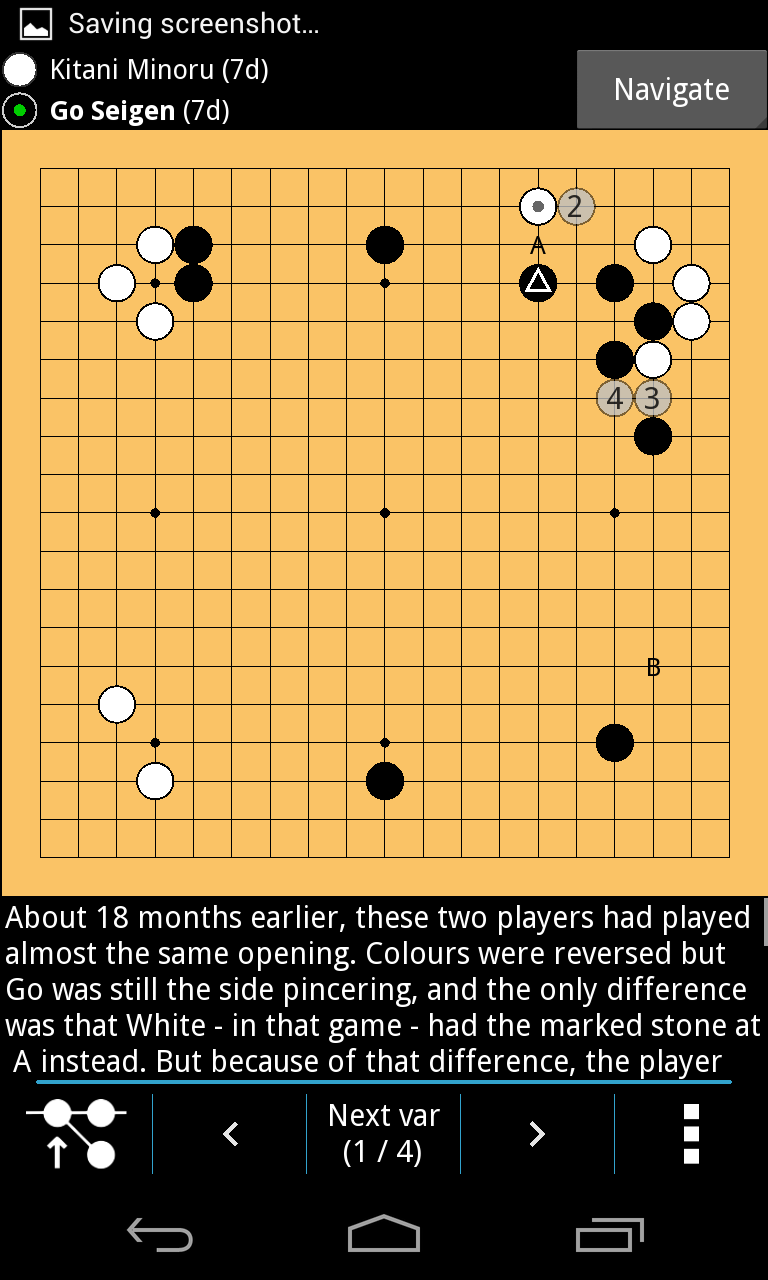 Saving screenshot...
Kitani Minoru (7d)
Go Seigen (7d)
Navigate
2
A
4 3
B
About 18 months earlier, these two players had played
almost the same opening. Colours were reversed but
Go was still the side pincering, and the only difference
was that White - in that game - had the marked stone at
A instead. But because of that difference, the player
Next var
(1 / 4)